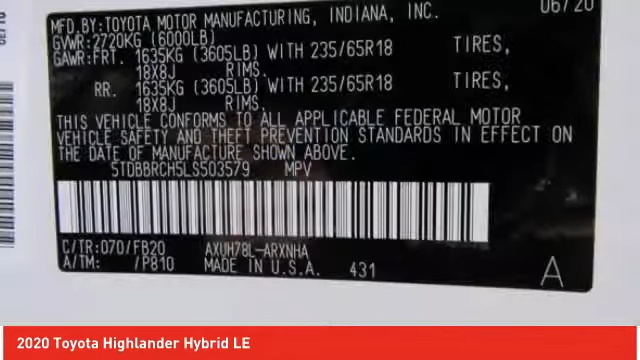 06/20
MFD.BY:TOYOTA MOTOR MANUFACTURING, INDIANA, INC.
GVWR:2720KG (6000LB)
GAWR:FRT. 1635KG (3605LB) WITH 235/65R18 TIRES,
18X8J RIMS.
RR. 1635KG (3605LB) WITH 235/65R18 TIRES,
18X8J RIMS.
THIS VEHICLE CONFORMS TO ALL APPLICABLE FEDERAL MOTOR
VEHICLE SAFETY AND THEFT PREVENTION STANDARDS IN EFFECT ON
THE DATE OF MANUFACTURE SHOWN ABOVE.
5TDBBRCH5LS503579 MPV
C/TR:070/FB20 AXUH78L-ARXNHA
A/TM: /P810 MADE IN U.S.A. 431 A
2020 Toyota Highlander Hybrid LE